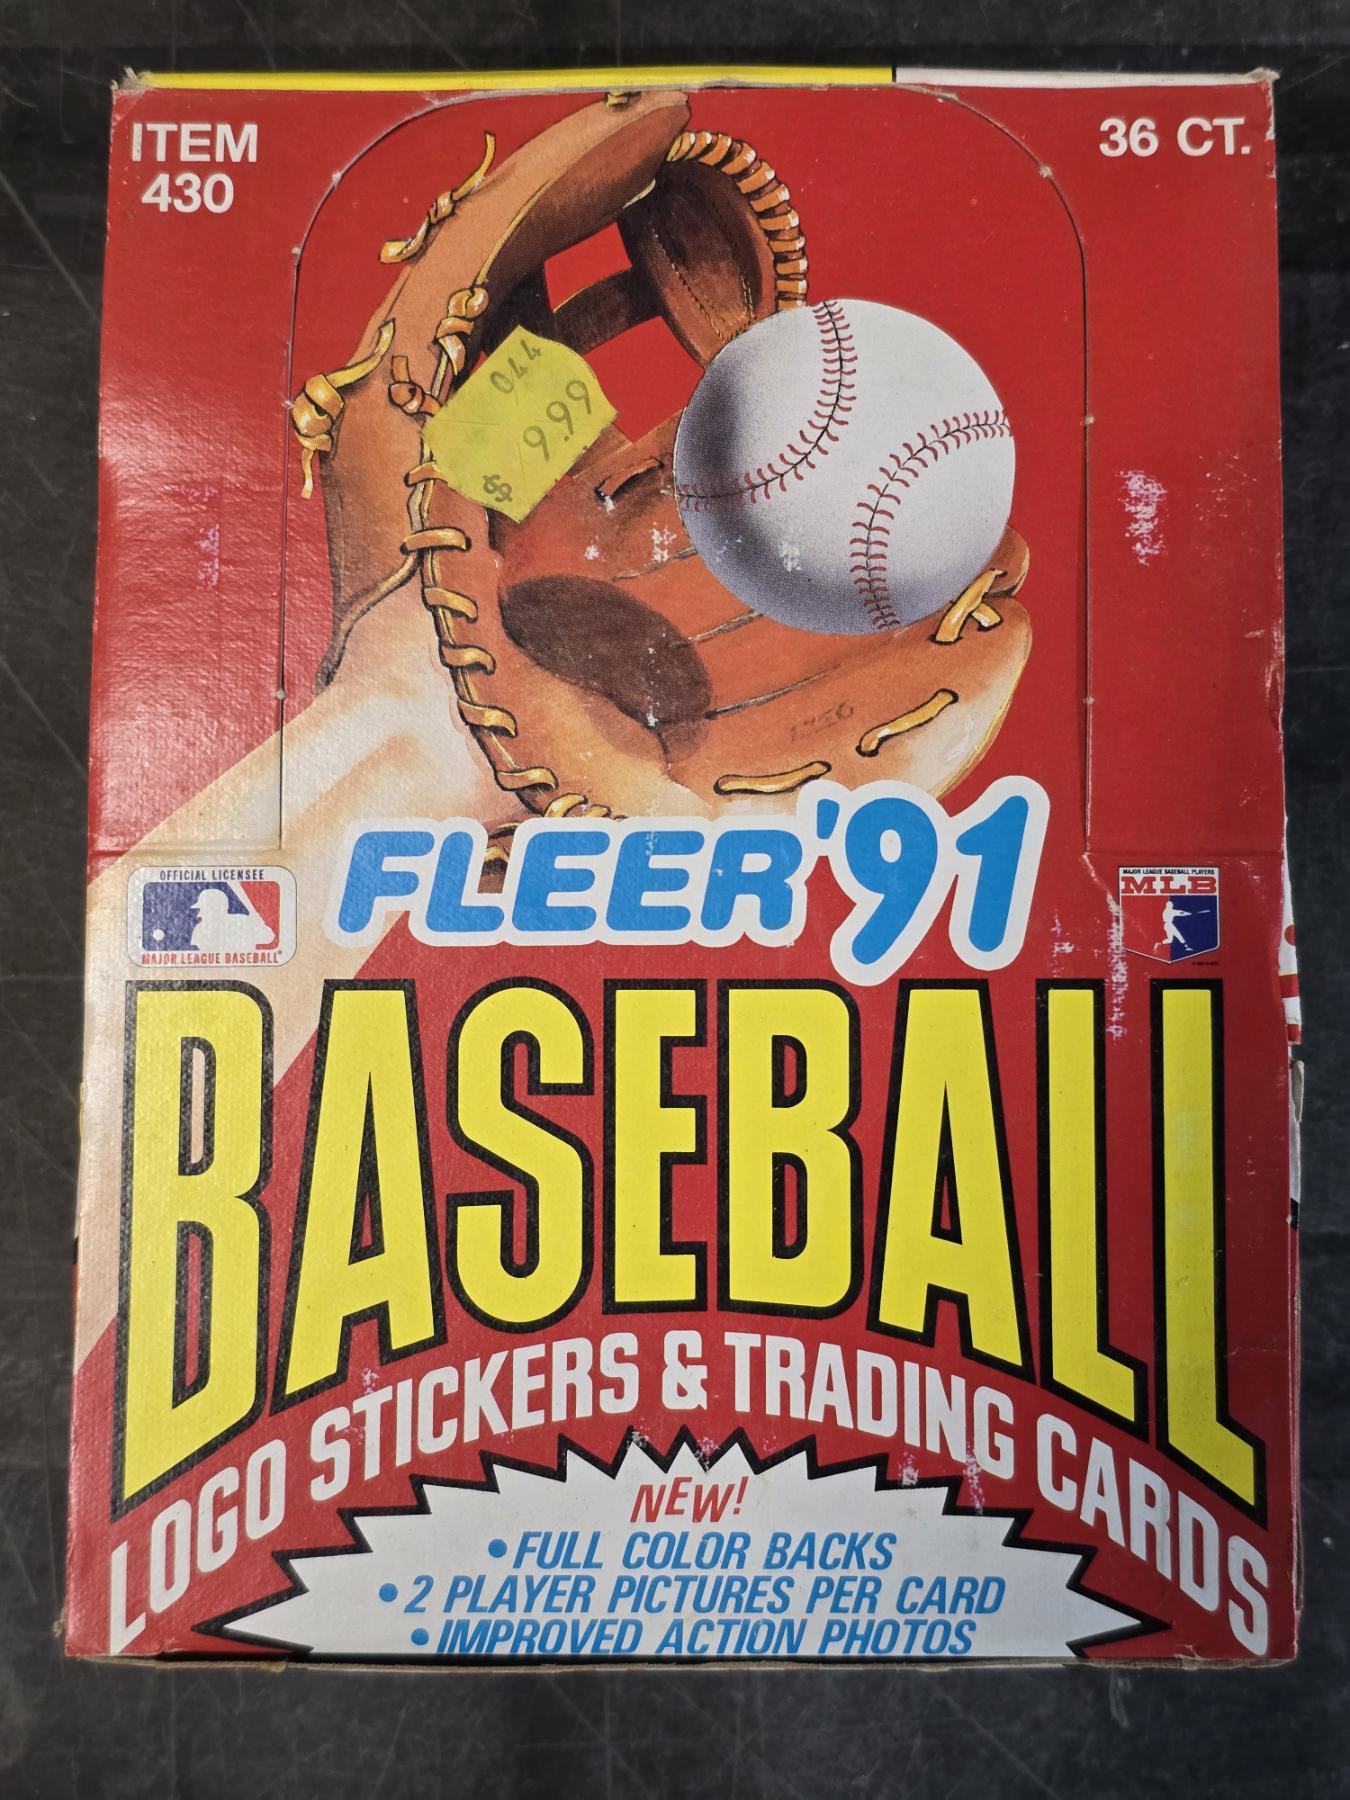 ITEM
430
36 CT.
044
$ 9.99
FLEER '91
OFFICIAL LICENSEE
MAJOR LEAGUE BASEBALL®
MAJOR LEAGUE BASEBALL PLAYERS
MLB
BASEBALL
LOGO STICKERS & TRADING CARDS
NEW!
• FULL COLOR BACKS
• 2 PLAYER PICTURES PER CARD
• IMPROVED ACTION PHOTOS